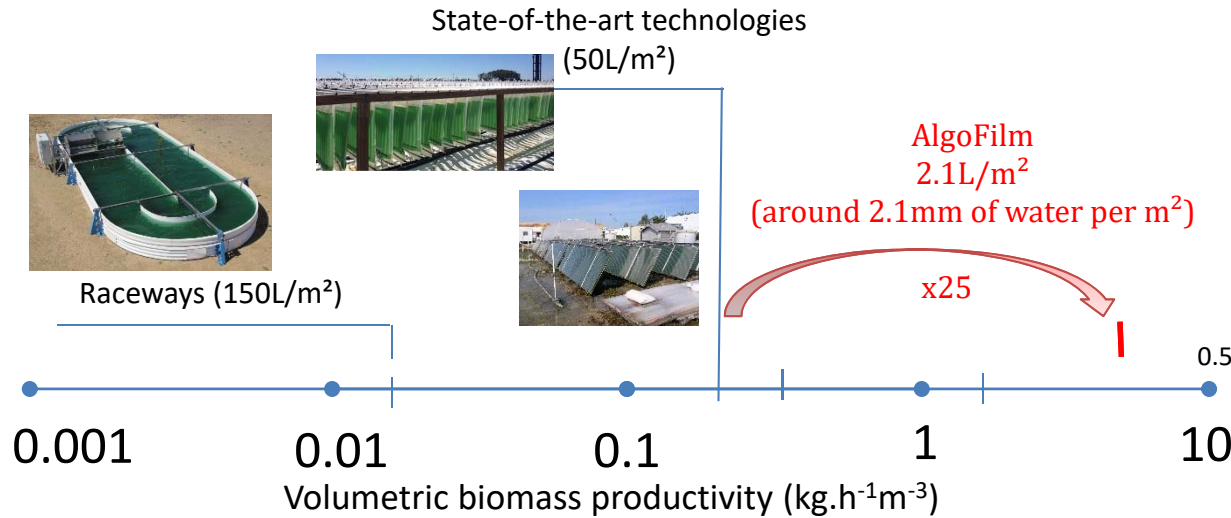 State-of-the-art technologies
(50L/m²)
AlgoFilm
2.1L/m²
(around 2.1mm of water per m²)
Raceways (150L/m²)
x25
0.5
0.001
0.01
0.1
1
10
Volumetric biomass productivity (kg.h⁻¹m⁻³)